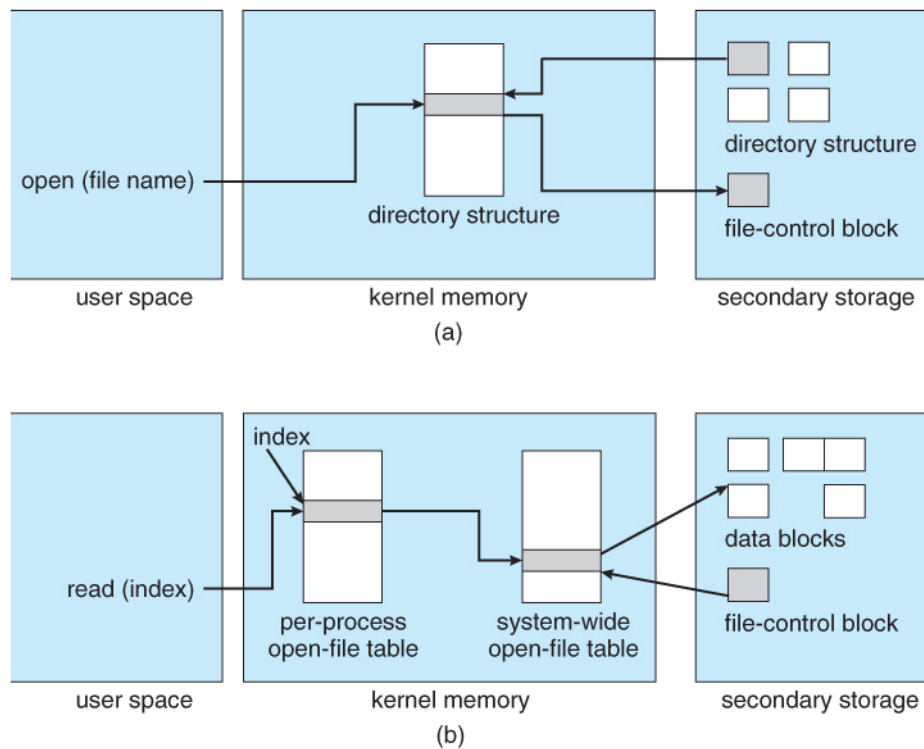 open (file name)
directory structure
directory structure
file-control block
user space
kernel memory
secondary storage
(a)
index
read (index)
per-process
open-file table
system-wide
open-file table
data blocks
file-control block
user space
kernel memory
secondary storage
(b)